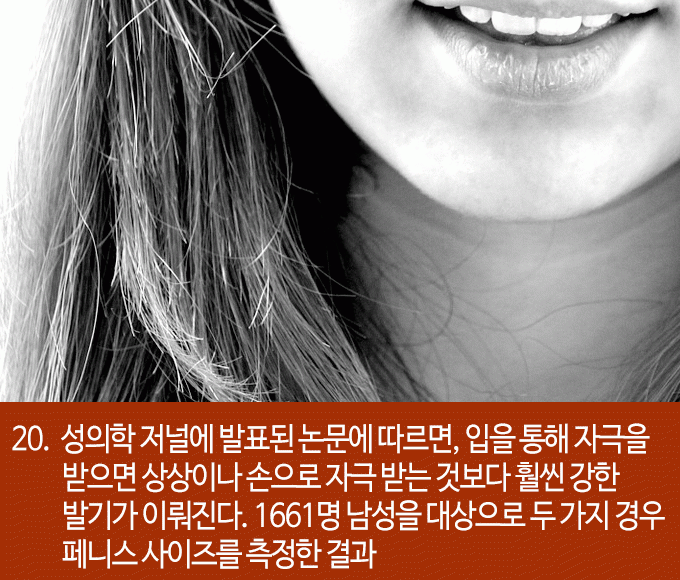 20. 성의학 저널에 발표된 논문에 따르면, 입을 통해 자극을
받으면 상상이나 손으로 자극 받는 것보다 훨씬 강한
발기가 이뤄진다. 1661명 남성을 대상으로 두 가지 경우
페니스 사이즈를 측정한 결과